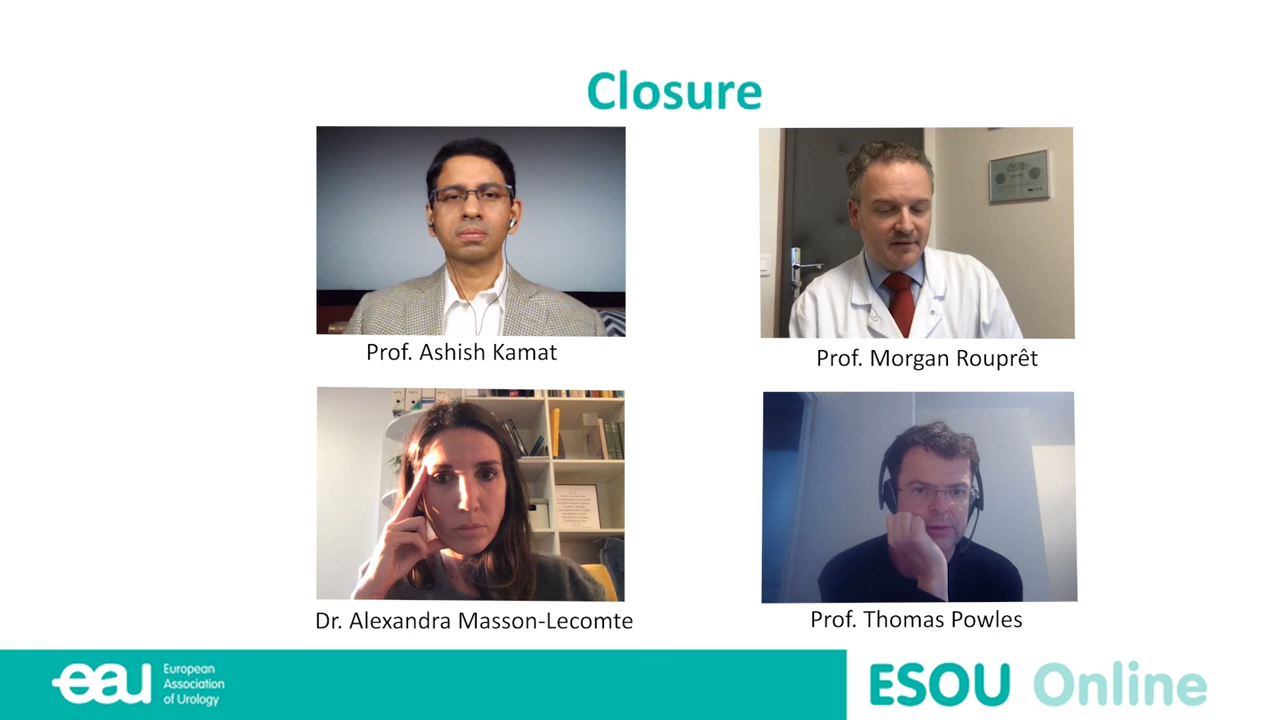 Closure
Prof. Ashish Kamat
Prof. Morgan Rouprêt
Dr. Alexandra Masson-Lecomte
Prof. Thomas Powles
eau
European
Association
of Urology
ESOU Online